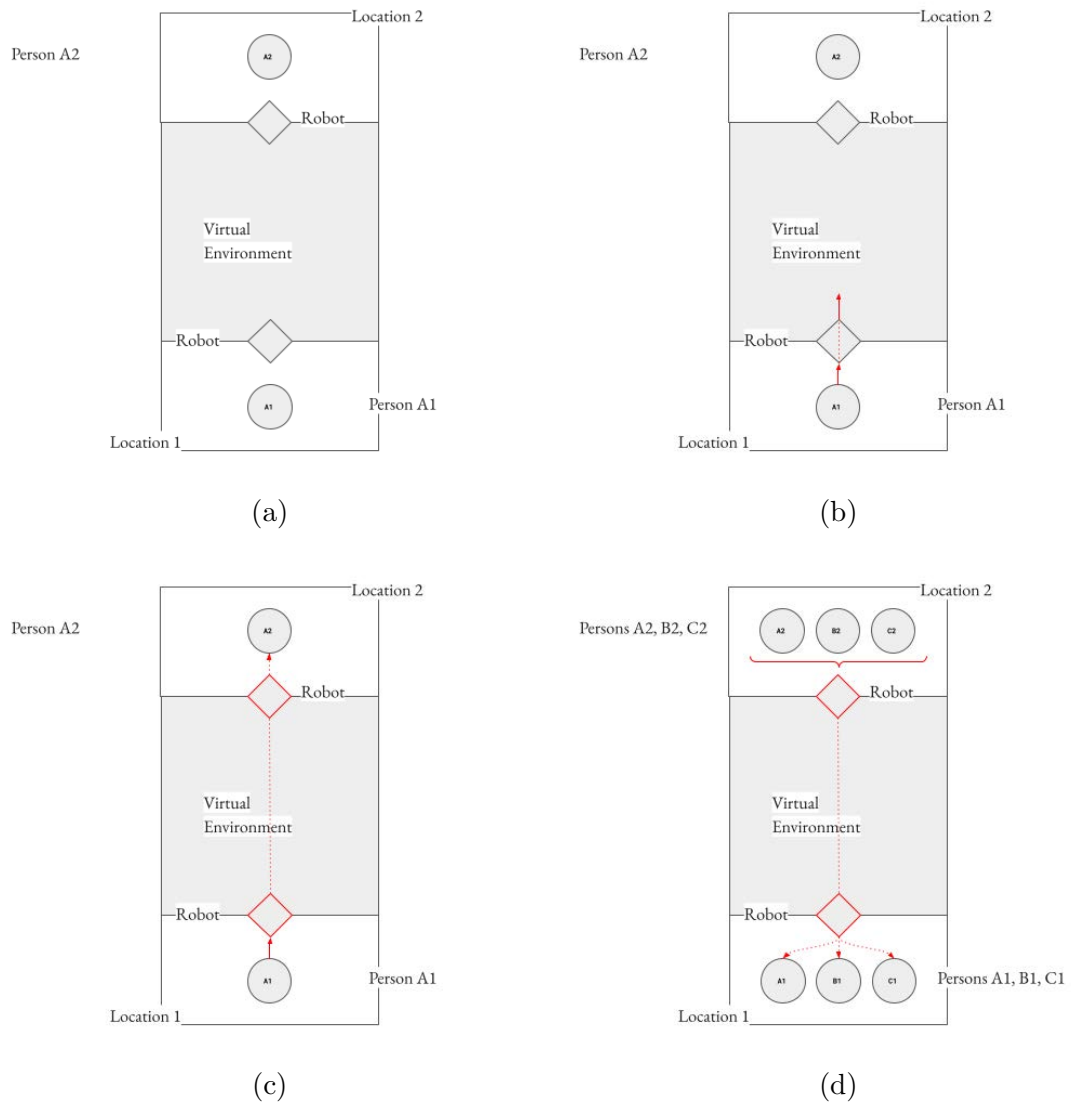 Location 2
Person A2
A2
Robot
Virtual
Environment
Robot
A1
Person A1
Location 1
(a)
Location 2
Person A2
A2
Robot
Virtual
Environment
Robot
A1
Person A1
Location 1
(b)
Location 2
Person A2
A2
Robot
Virtual
Environment
Robot
A1
Person A1
Location 1
(c)
Location 2
Persons A2, B2, C2
A2 B2 C2
Robot
Virtual
Environment
Robot
A1 B1 C1
Persons A1, B1, C1
Location 1
(d)